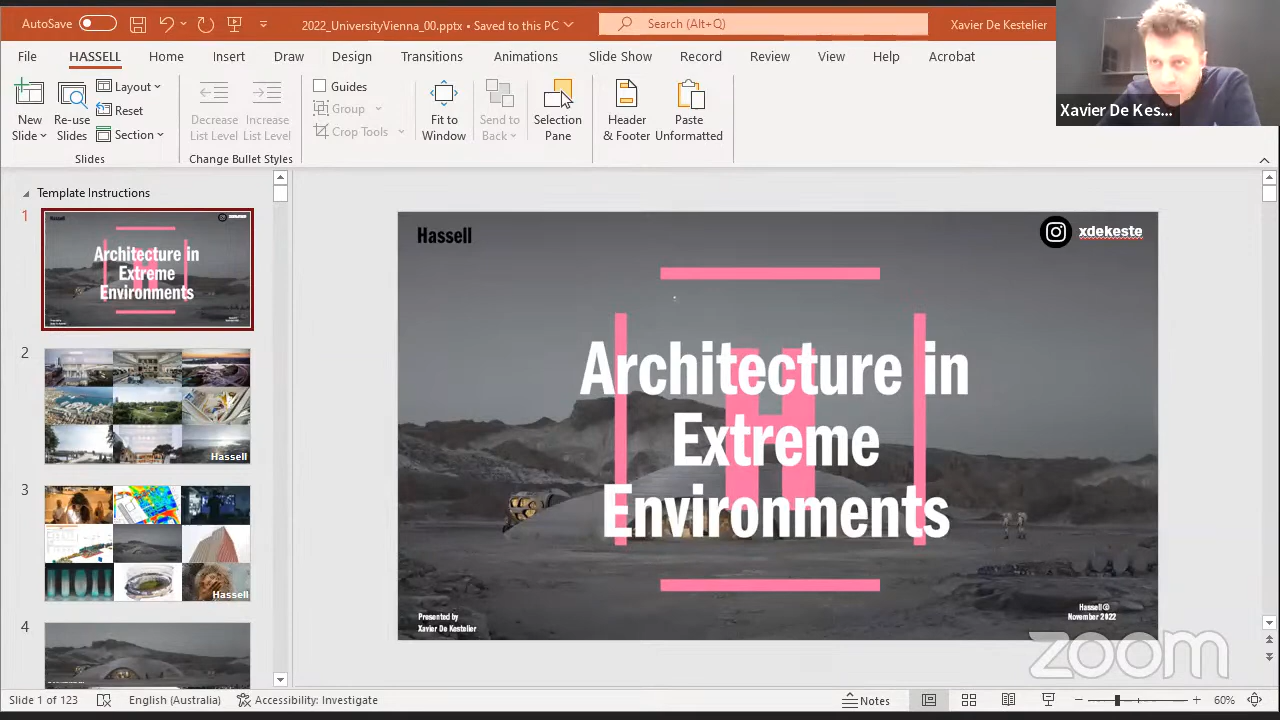 AutoSave
2022_UniversityVienna_00.pptx • Saved to this PC
Search (Alt+Q)
Xavier De Kestelier
File HASSELL Home Insert Draw Design Transitions Animations Slide Show Record Review View Help Acrobat
New Slide
Re-use Slides
Layout
Reset
Section
Slides
Decrease List Level
Increase List Level
Change Bullet Styles
Guides
Group
Crop Tools
Fit to Window
Send to Back
Selection Pane
Header & Footer
Paste Unformatted
Xavier De Kes...
Template Instructions
1
Hassell
Architecture in
Extreme
Environments
2
Hassell
3
Hassell
4
Hassell
xdekeste
H
Architecture in
Extreme
Environments
Presented by
Xavier De Kestelier
Hassell ©
November 2022
zoom
Slide 1 of 123
English (Australia)
Accessibility: Investigate
Notes
60%